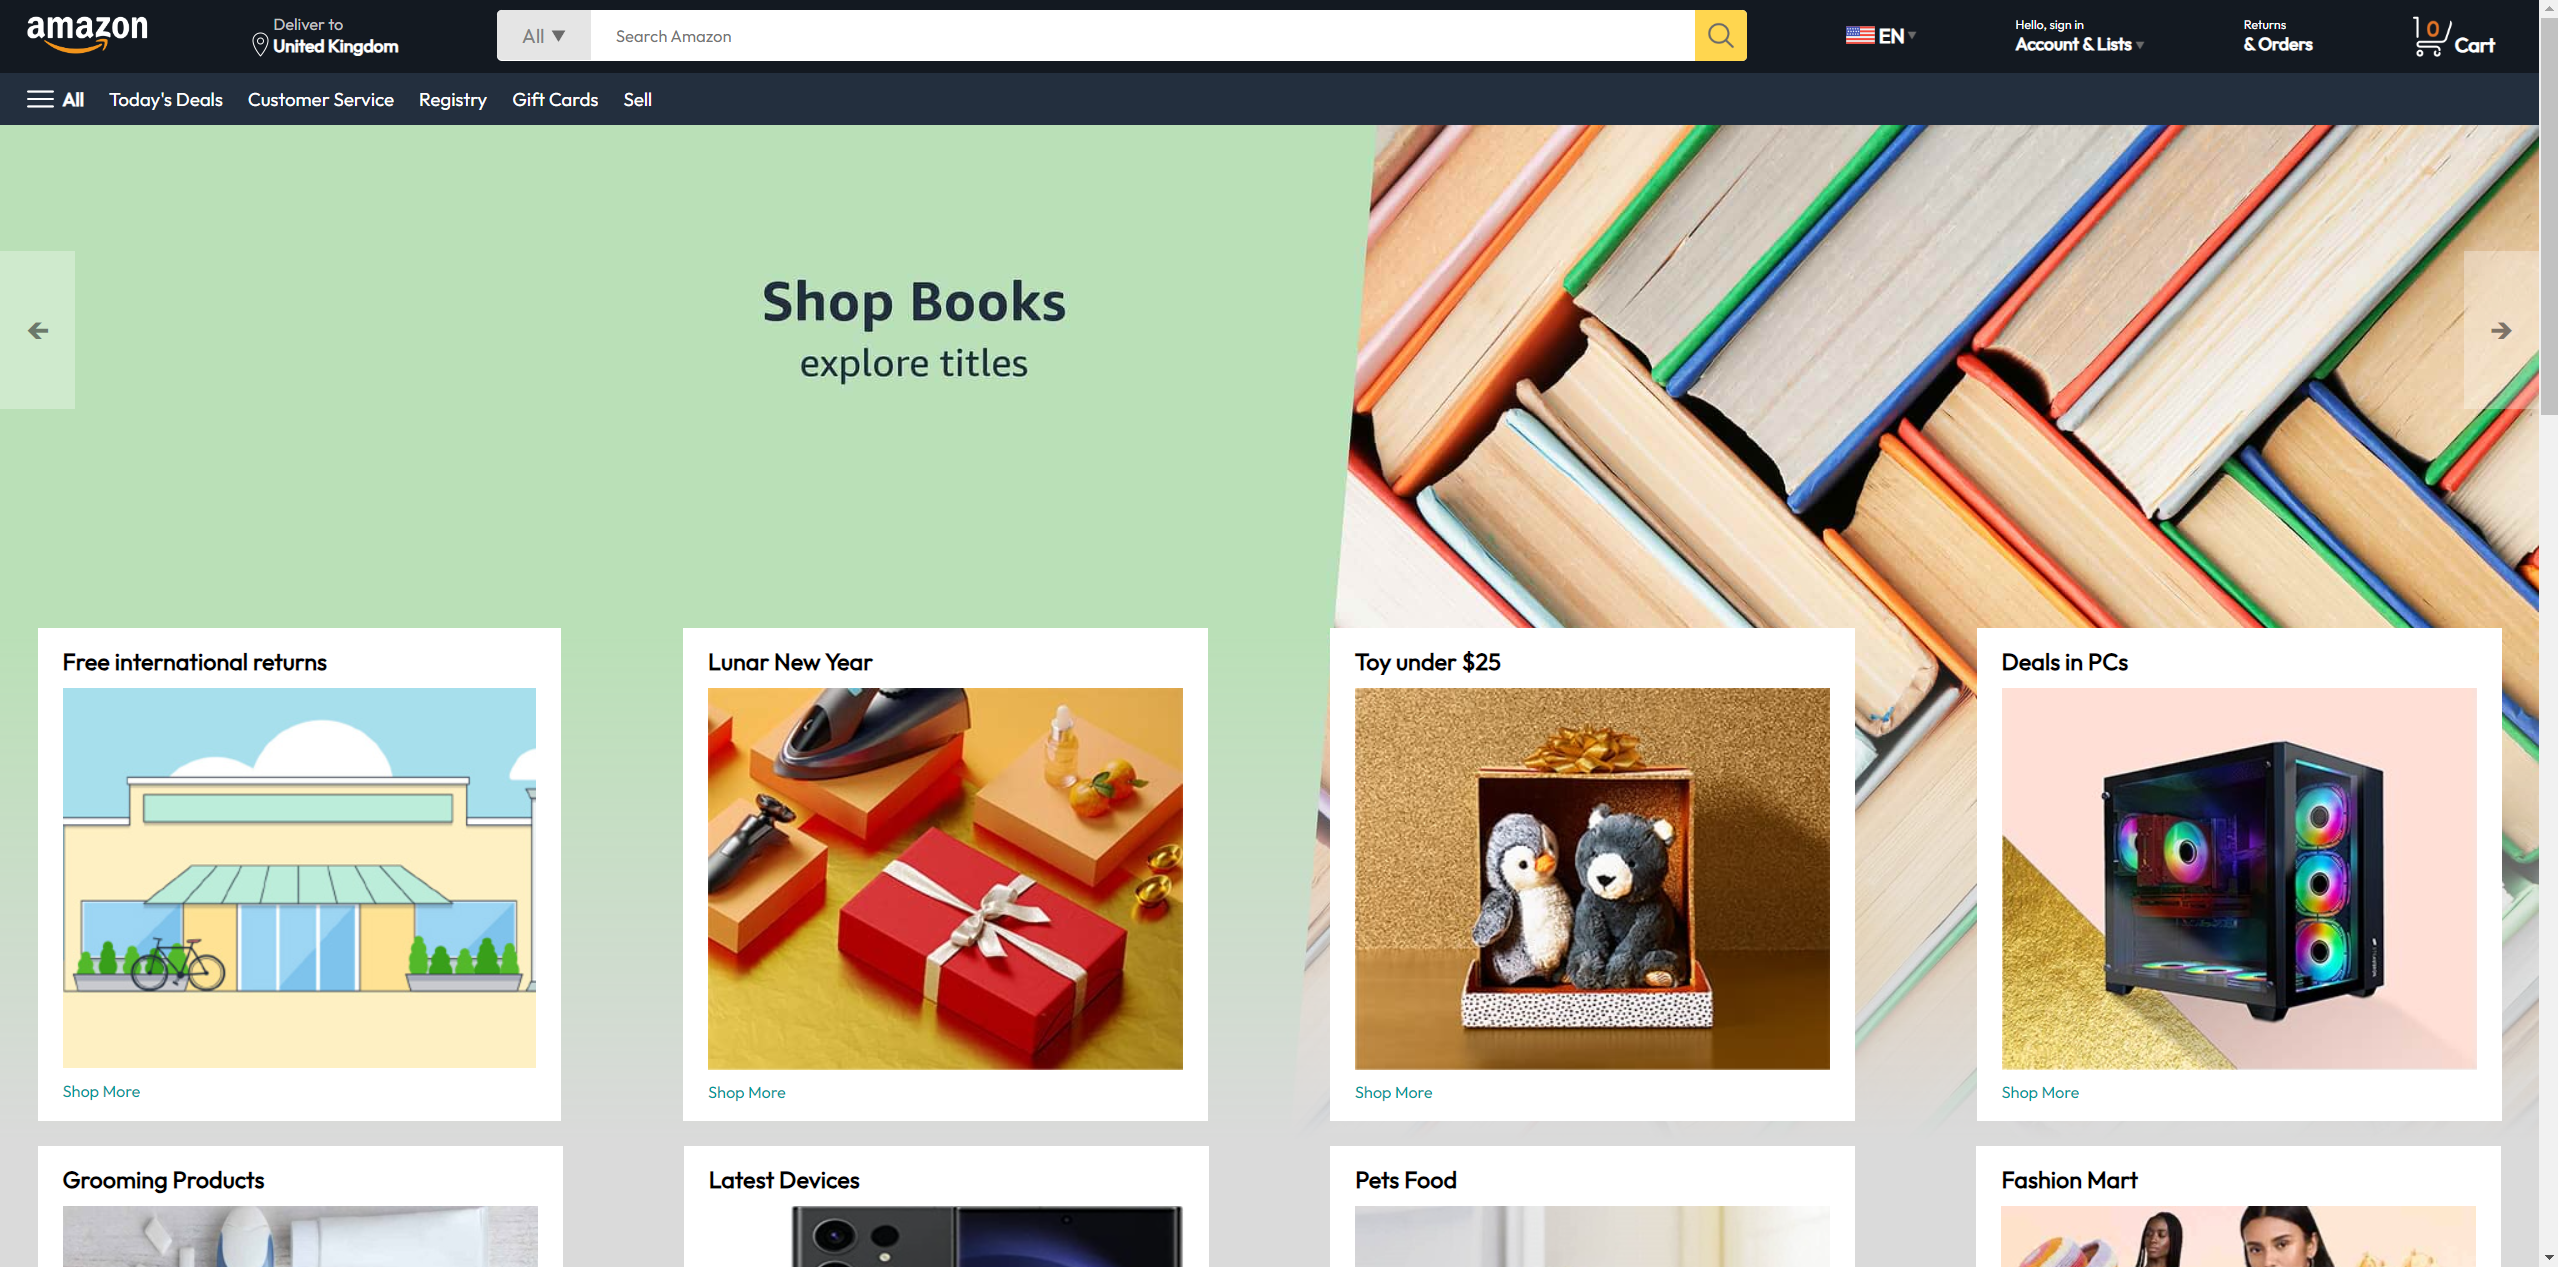 amazon
Deliver to
United Kingdom
All ▼
Search Amazon
EN
Hello, sign in
Account & Lists
Returns
& Orders
0
Cart
All
Today's Deals
Customer Service
Registry
Gift Cards
Sell
Shop Books
explore titles
Free international returns
Lunar New Year
Toy under $25
Deals in PCs
Shop More
Shop More
Shop More
Shop More
Grooming Products
Latest Devices
Pets Food
Fashion Mart